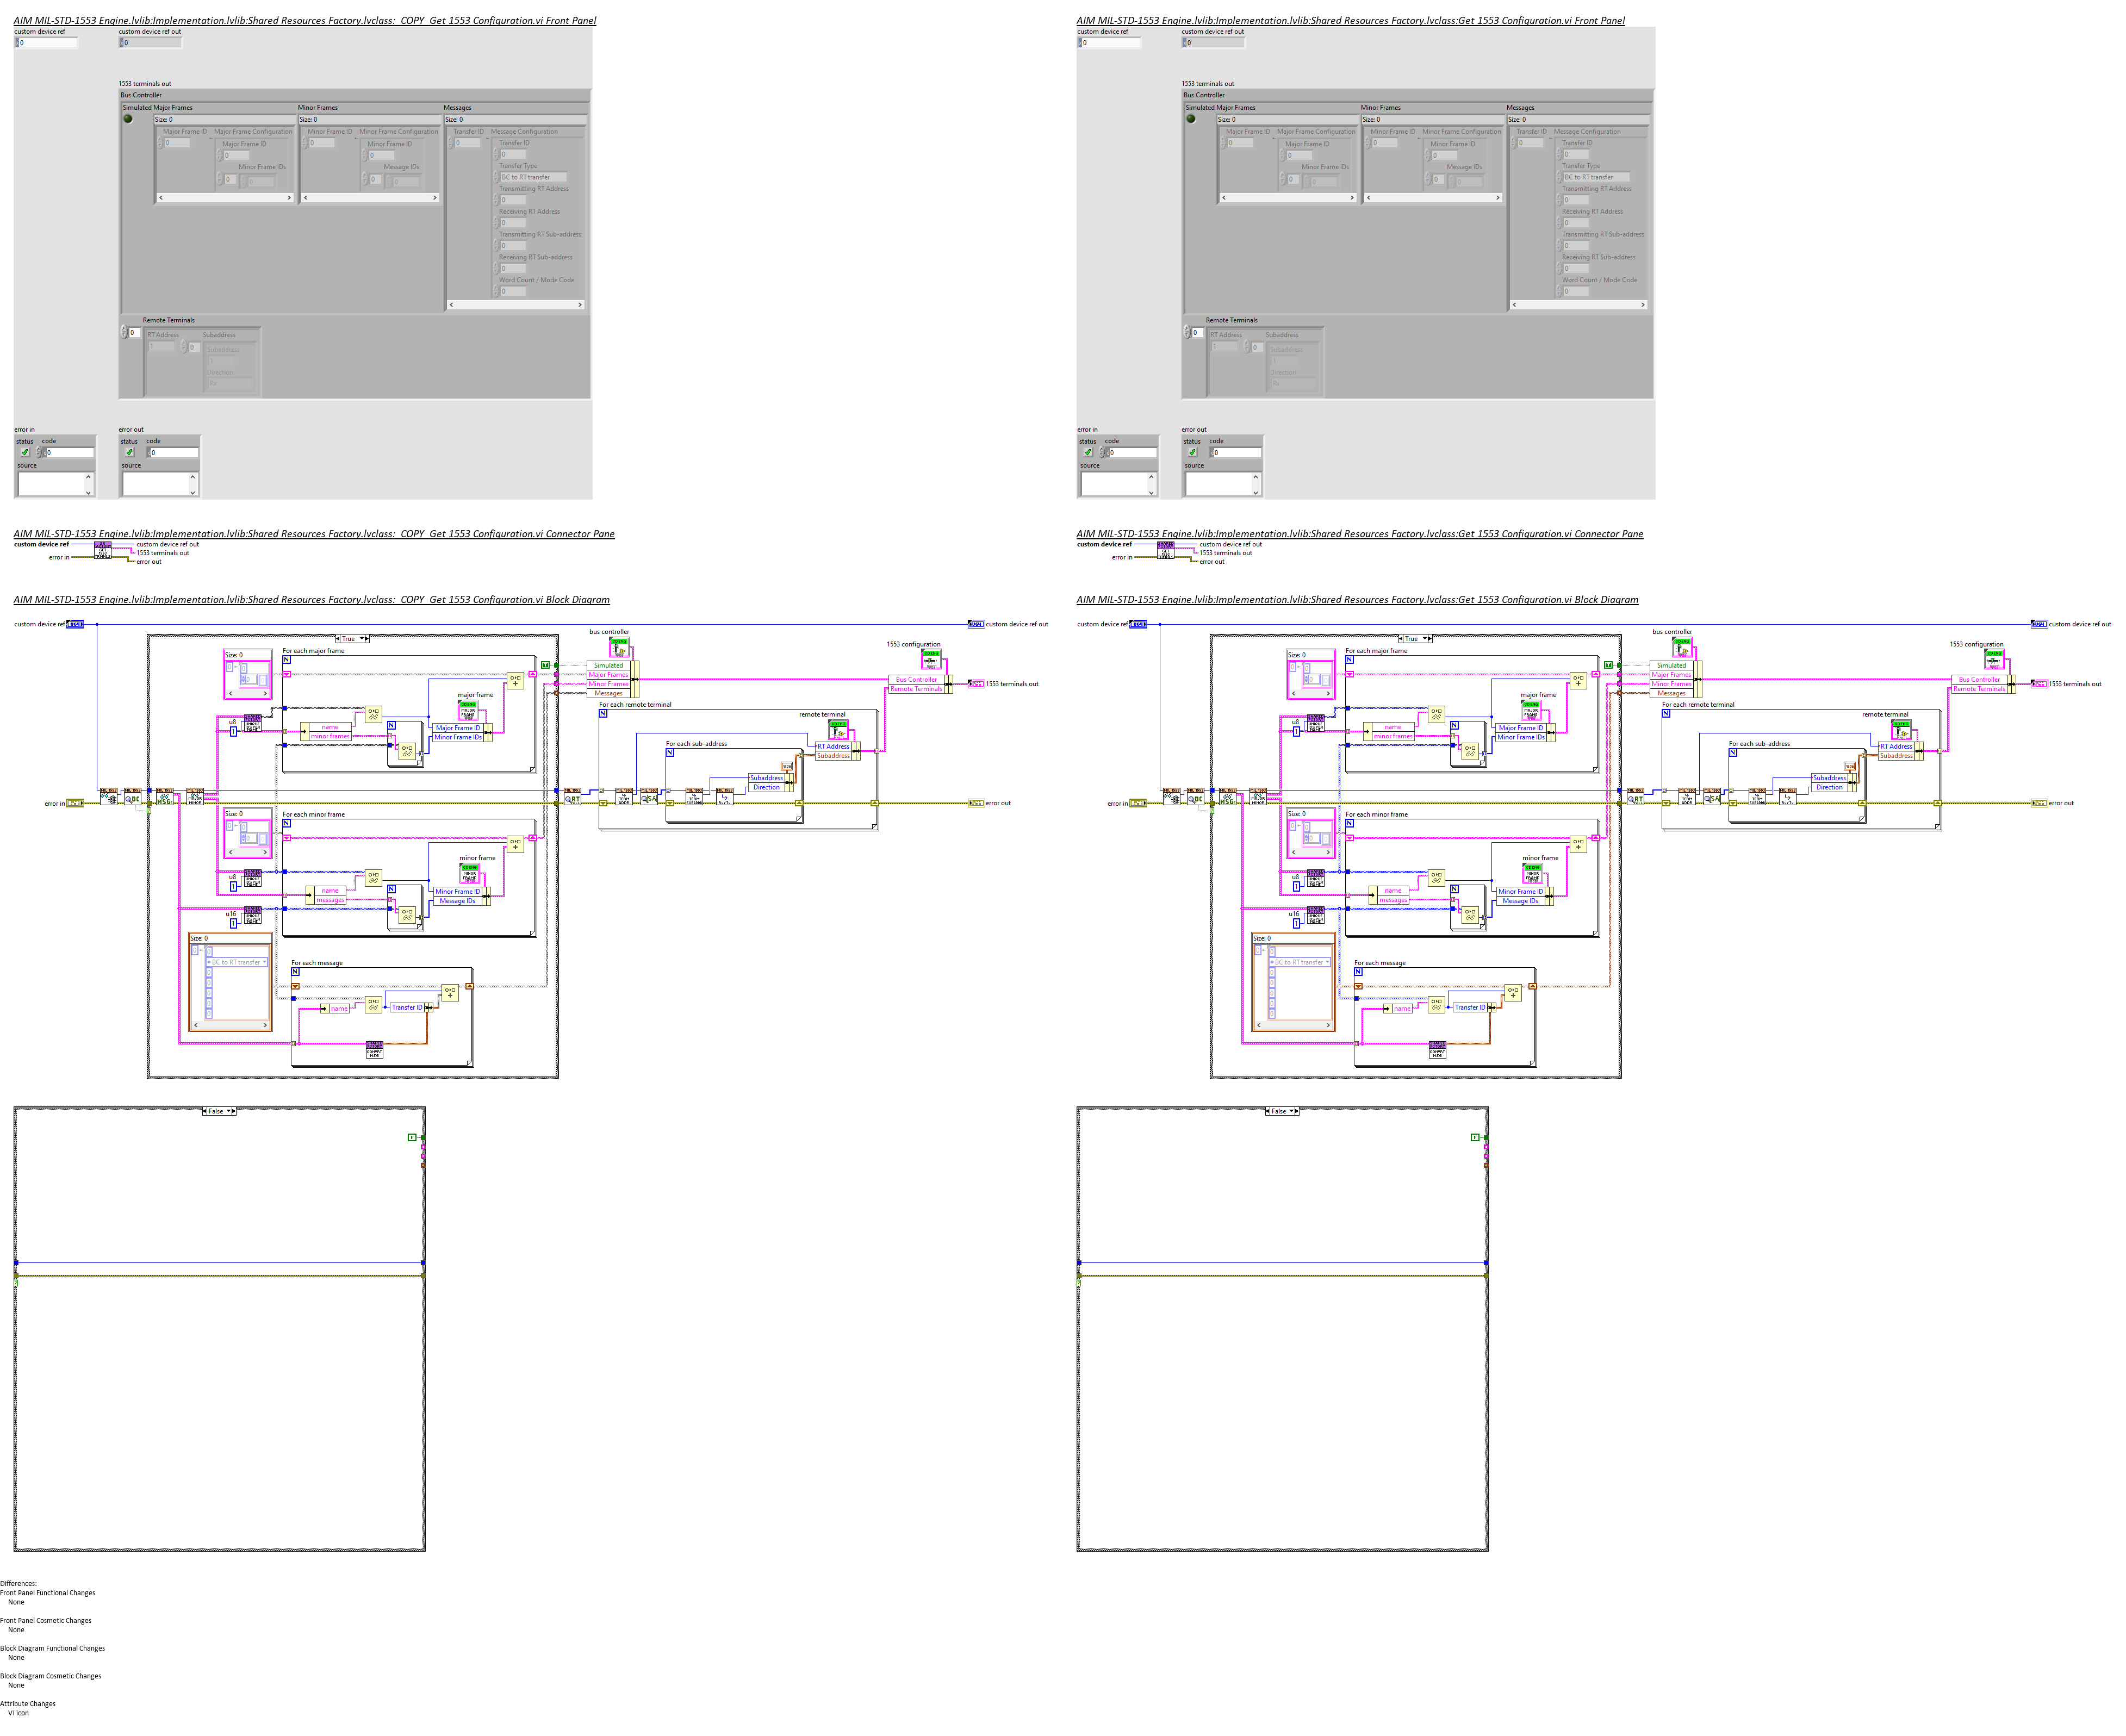 AIM MIL-STD-1553 Engine.lvlib:Implementation.lvlib:Shared Resources Factory.lvclass:_COPY_Get 1553 Configuration.vi Front Panel
custom device ref
custom device ref out
0
0
1553 terminals out
Bus Controller
Simulated Major Frames
Minor Frames
Messages
Size: 0
Size: 0
Size: 0
Major Frame ID
Major Frame Configuration
Minor Frame ID
Minor Frame Configuration
Transfer ID
Message Configuration
0
Major Frame ID
0
Minor Frame IDs
0
0
0
Minor Frame ID
0
Message IDs
0
0
0
Transfer ID
0
Transfer Type
BC to RT transfer
Transmitting RT Address
0
Receiving RT Address
0
Transmitting RT Sub-address
0
Receiving RT Sub-address
0
Word Count / Mode Code
0
Remote Terminals
0
RT Address
Subaddress
1
0
Subaddress
1
Direction
Rx
error in
error out
status
code
status
code
0
0
source
source
AIM MIL-STD-1553 Engine.lvlib:Implementation.lvlib:Shared Resources Factory.lvclass:Get 1553 Configuration.vi Front Panel
custom device ref
custom device ref out
0
0
1553 terminals out
Bus Controller
Simulated Major Frames
Minor Frames
Messages
Size: 0
Size: 0
Size: 0
Major Frame ID
Major Frame Configuration
Minor Frame ID
Minor Frame Configuration
Transfer ID
Message Configuration
0
Major Frame ID
0
Minor Frame IDs
0
0
0
Minor Frame ID
0
Message IDs
0
0
0
Transfer ID
0
Transfer Type
BC to RT transfer
Transmitting RT Address
0
Receiving RT Address
0
Transmitting RT Sub-address
0
Receiving RT Sub-address
0
Word Count / Mode Code
0
Remote Terminals
0
RT Address
Subaddress
1
0
Subaddress
1
Direction
Rx
error in
error out
status
code
status
code
0
0
source
source
AIM MIL-STD-1553 Engine.lvlib:Implementation.lvlib:Shared Resources Factory.lvclass:_COPY_Get 1553 Configuration.vi Connector Pane
custom device ref
custom device ref out
1553 terminals out
error in
error out
AIM MIL-STD-1553 Engine.lvlib:Implementation.lvlib:Shared Resources Factory.lvclass:Get 1553 Configuration.vi Connector Pane
custom device ref
custom device ref out
1553 terminals out
error in
error out
AIM MIL-STD-1553 Engine.lvlib:Implementation.lvlib:Shared Resources Factory.lvclass:_COPY_Get 1553 Configuration.vi Block Diagram
custom device ref
custom device ref out
True
bus controller
1553 configuration
Size: 0
For each major frame
N
Simulated
Major Frames
Minor Frames
Messages
Bus Controller
Remote Terminals
1553 terminals out
major frame
MAJOR FRAME
u8
1
name
minor frames
N
Major Frame ID
Minor Frame IDs
For each remote terminal
N
remote terminal
For each sub-address
N
RT Address
Subaddress
Subaddress
Direction
error in
BC
MSG
RT
SA
error out
Size: 0
For each minor frame
N
minor frame
MINOR FRAME
u8
1
name
messages
N
Minor Frame ID
Message IDs
u16
1
Size: 0
BC to RT transfer
For each message
N
name
Transfer ID
False
F
AIM MIL-STD-1553 Engine.lvlib:Implementation.lvlib:Shared Resources Factory.lvclass:Get 1553 Configuration.vi Block Diagram
custom device ref
custom device ref out
True
bus controller
1553 configuration
Size: 0
For each major frame
N
Simulated
Major Frames
Minor Frames
Messages
Bus Controller
Remote Terminals
1553 terminals out
major frame
MAJOR FRAME
u8
1
name
minor frames
N
Major Frame ID
Minor Frame IDs
For each remote terminal
N
remote terminal
For each sub-address
N
RT Address
Subaddress
Subaddress
Direction
error in
BC
MSG
RT
SA
error out
Size: 0
For each minor frame
N
minor frame
MINOR FRAME
u8
1
name
messages
N
Minor Frame ID
Message IDs
u16
1
Size: 0
BC to RT transfer
For each message
N
name
Transfer ID
False
F
Differences:
Front Panel Functional Changes
None
Front Panel Cosmetic Changes
None
Block Diagram Functional Changes
None
Block Diagram Cosmetic Changes
None
Attribute Changes
VI icon